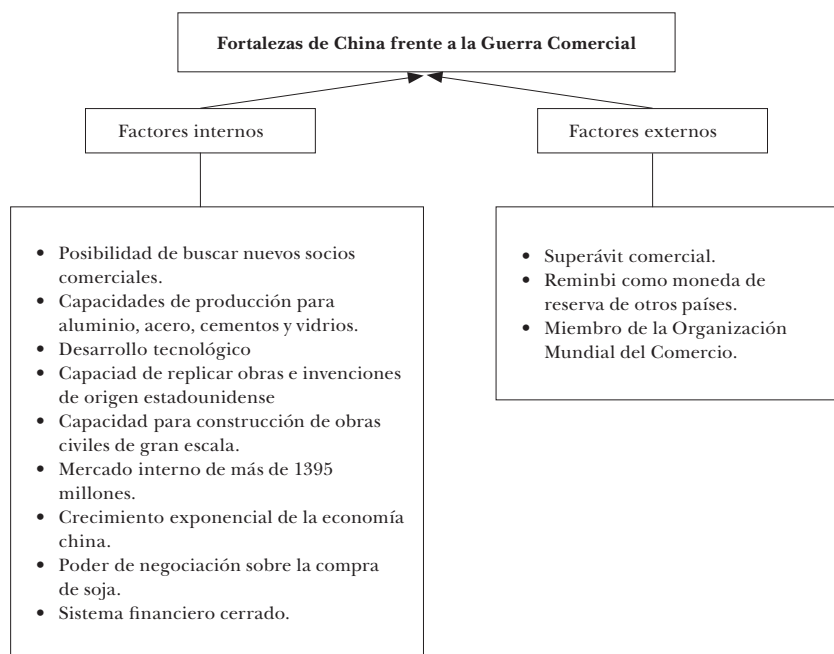 Fortalezas de China frente a la Guerra Comercial
Factores internos
Factores externos
• Posibilidad de buscar nuevos socios
comerciales.
• Capacidades de producción para
aluminio, acero, cementos y vidrios.
• Desarrollo tecnológico
• Capaciad de replicar obras e invenciones
de origen estadounidense
• Capacidad para construcción de obras
civiles de gran escala.
• Mercado interno de más de 1395
millones.
• Crecimiento exponencial de la economía
china.
• Poder de negociación sobre la compra
de soja.
• Sistema financiero cerrado.
• Superávit comercial.
• Reminbi como moneda de
reserva de otros países.
• Miembro de la Organización
Mundial del Comercio.